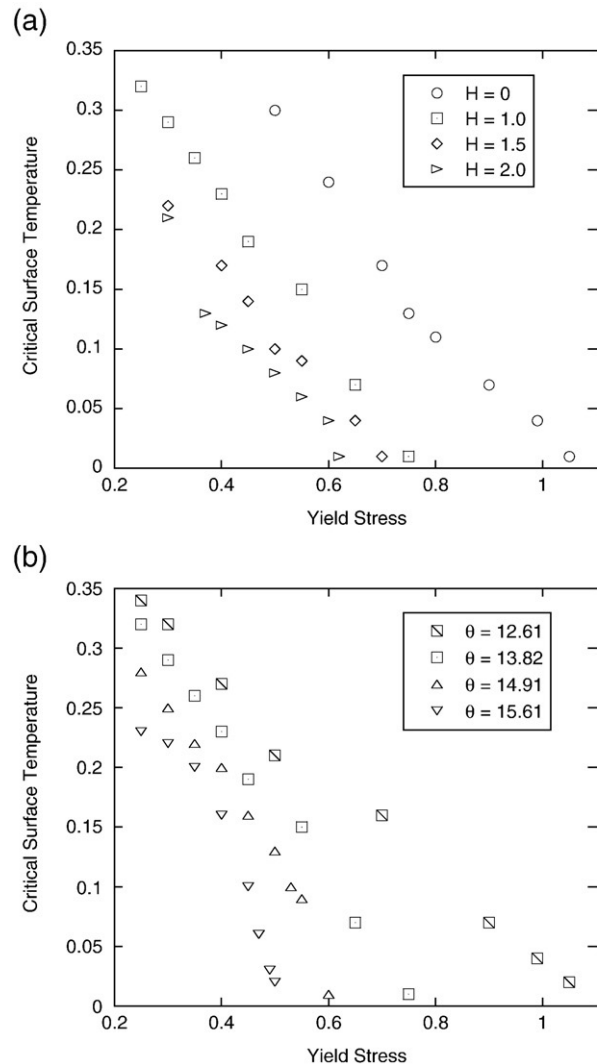 (a)
0.35
0.3
0.25
0.2
0.15
0.1
0.05
0
Critical Surface Temperature
H = 0
H = 1.0
H = 1.5
H = 2.0
0.2 0.4 0.6 0.8 1
Yield Stress
(b)
0.35
0.3
0.25
0.2
0.15
0.1
0.05
0
Critical Surface Temperature
θ = 12.61
θ = 13.82
θ = 14.91
θ = 15.61
0.2 0.4 0.6 0.8 1
Yield Stress